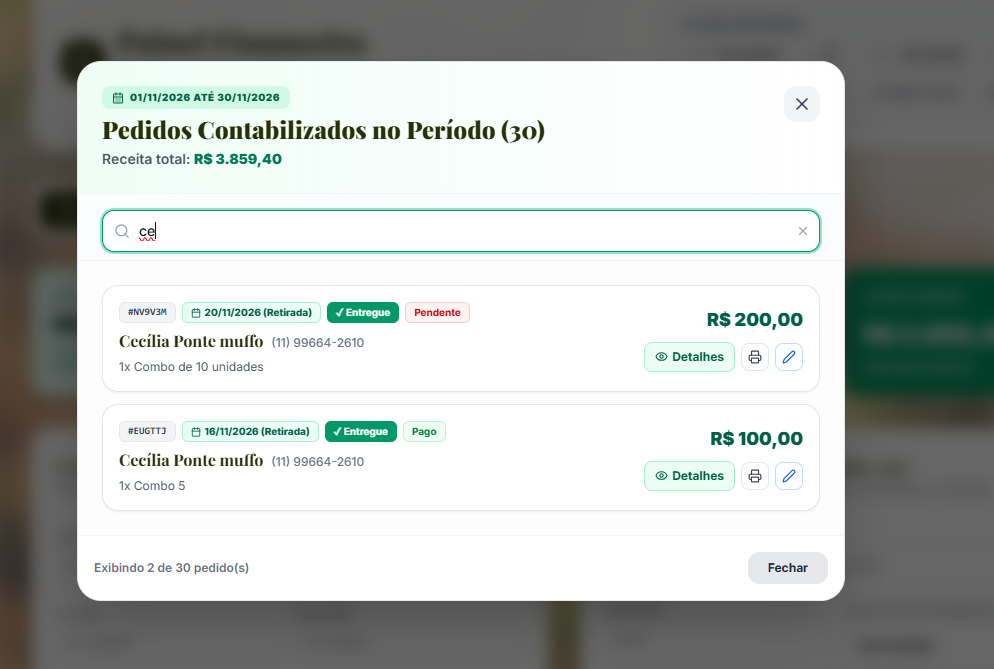 01/11/2026 ATÉ 30/11/2026
Pedidos Contabilizados no Período (30)
Receita total: R$ 3.859,40
ce
#NV9V3M 20/11/2026 (Retirada) ✓ Entregue Pendente
R$ 200,00
Cecília Ponte muffo (11) 99664-2610
Detalhes
1x Combo de 10 unidades
#EUGTTJ 16/11/2026 (Retirada) ✓ Entregue Pago
R$ 100,00
Cecília Ponte muffo (11) 99664-2610
Detalhes
1x Combo 5
Exibindo 2 de 30 pedido(s)
Fechar